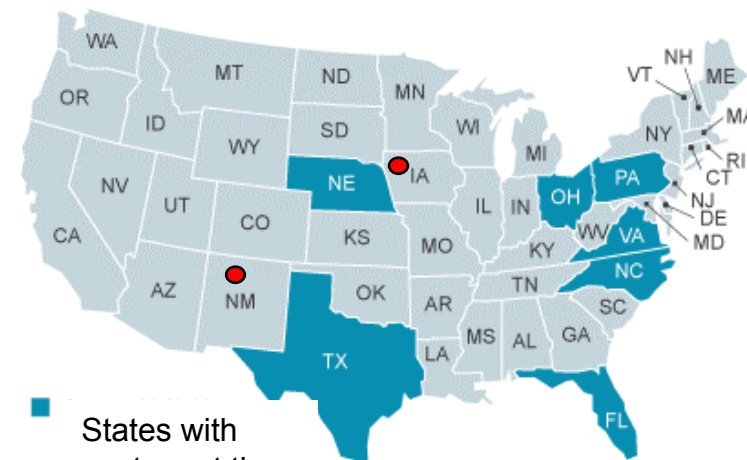 WA
MT
ND
MN
VT
NH
ME
OR
ID
SD
WI
MI
NY
MA
WY
NE
IA
PA
RI
CT
NV
UT
CO
IL
IN
OH
NJ
DE
MD
CA
KS
MO
KY
WV
VA
NC
TN
AZ
NM
OK
AR
SC
MS
AL
GA
TX
LA
FL
States with